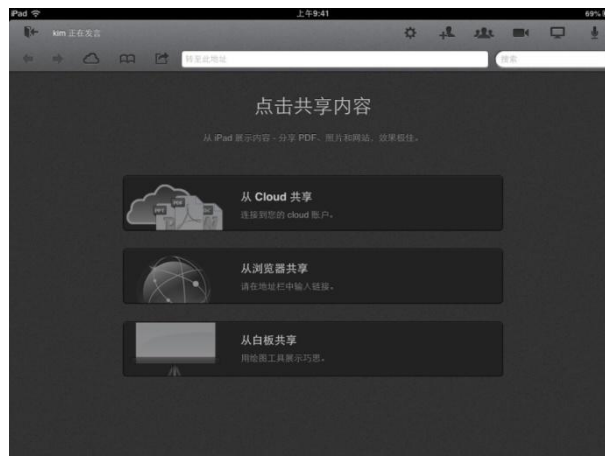 iPad 上午9:41 69%
kim 正在发言
转至此地址 搜索
点击共享内容
从 iPad 展示内容 - 分享 PDF、照片和网站，效果极佳。
从 Cloud 共享
连接到您的 cloud 账户。
从浏览器共享
请在地址栏中输入链接。
从白板共享
用绘图工具展示巧思。